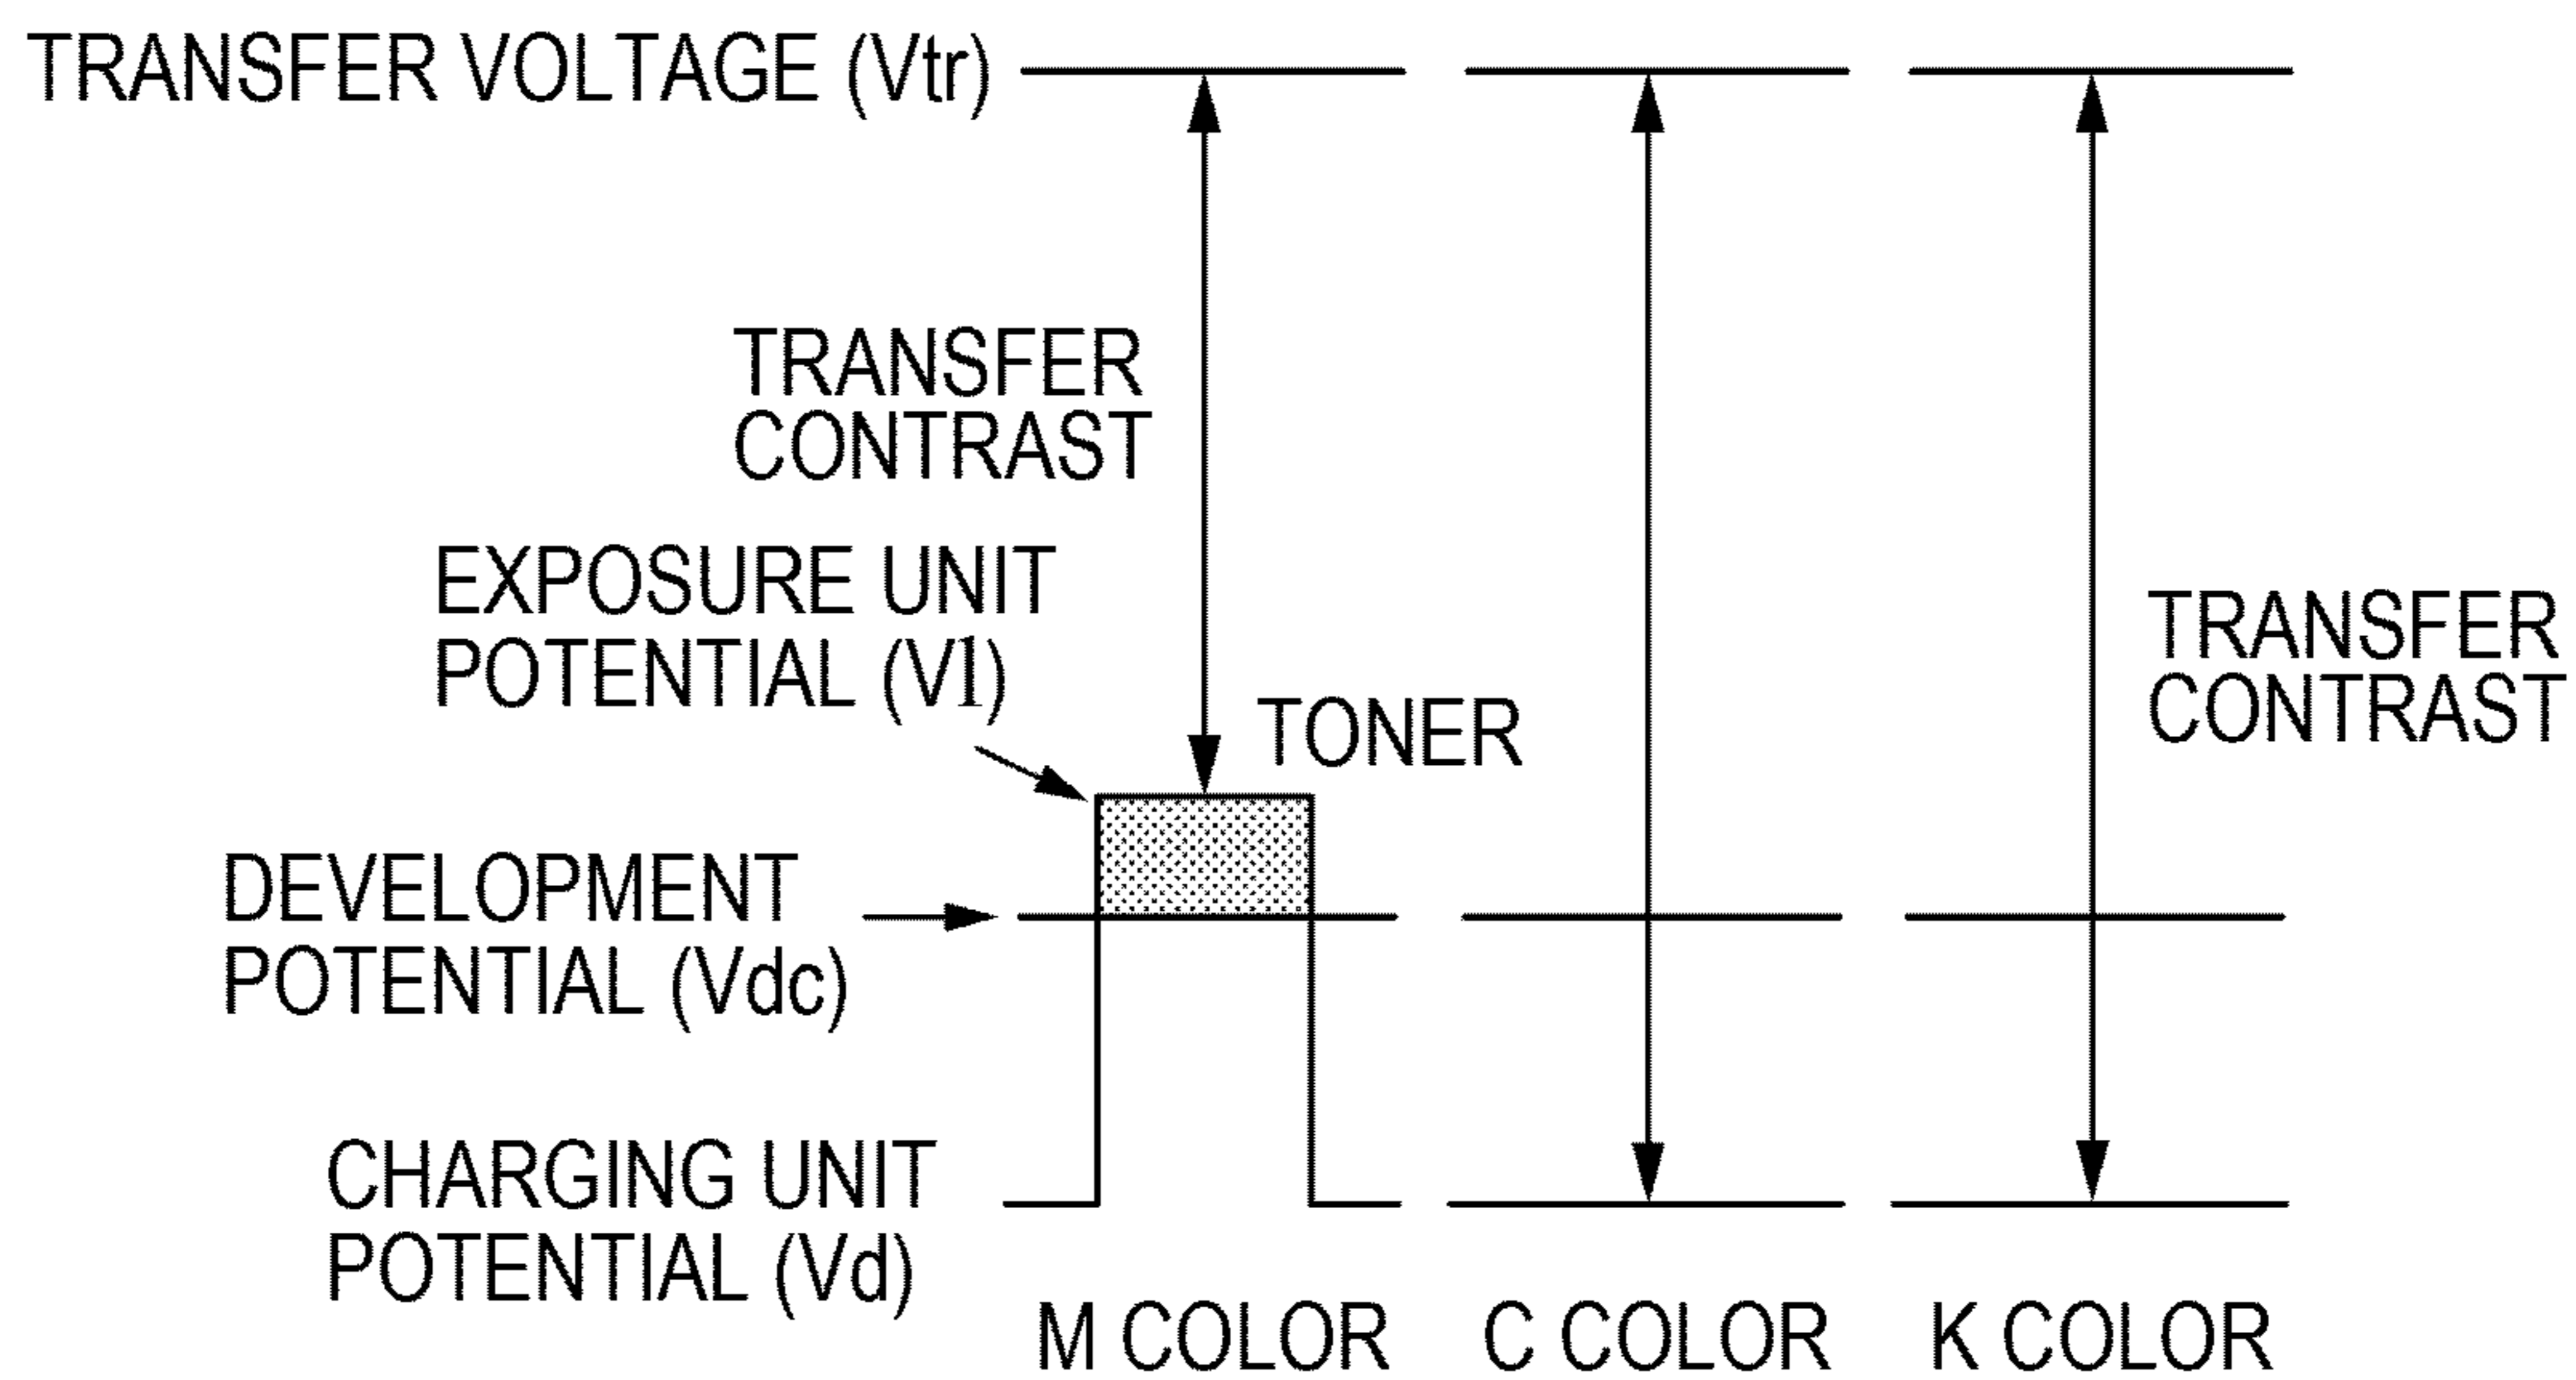 TRANSFER VOLTAGE (Vtr)
TRANSFER
CONTRAST
EXPOSURE UNIT
POTENTIAL (Vl)
TONER
TRANSFER
CONTRAST
DEVELOPMENT
POTENTIAL (Vdc)
CHARGING UNIT
POTENTIAL (Vd)
M COLOR
C COLOR
K COLOR